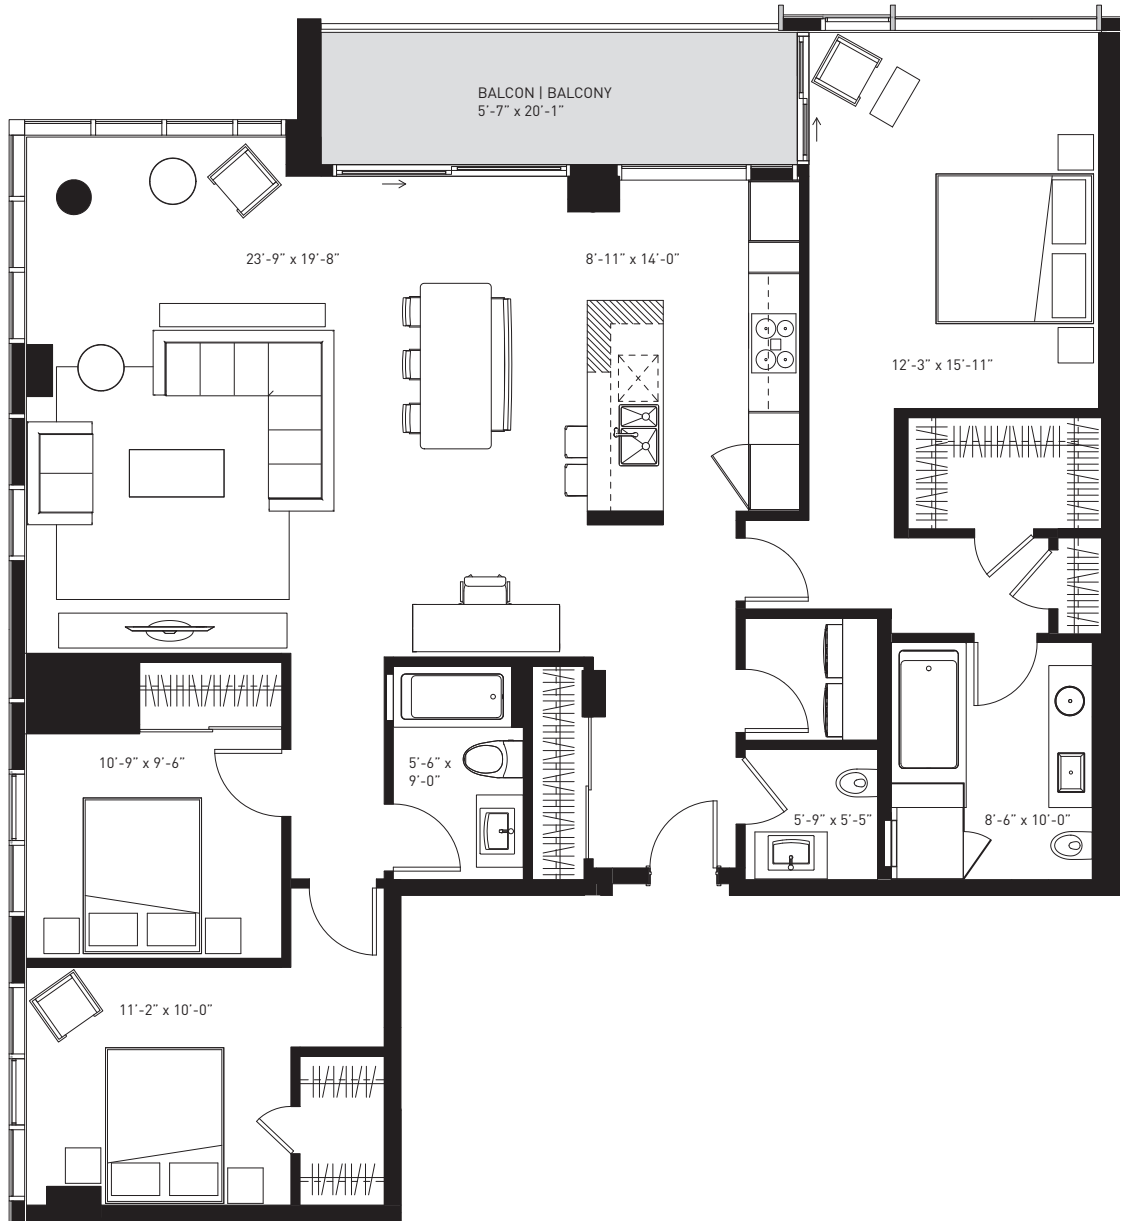 BALCON | BALCONY
5'-7" x 20'-1"
23'-9" x 19'-8"
8'-11" x 14'-0"
12'-3" x 15'-11"
10'-9" x 9'-6"
5'-6" x
9'-0"
5'-9" x 5'-5"
8'-6" x 10'-0"
11'-2" x 10'-0"